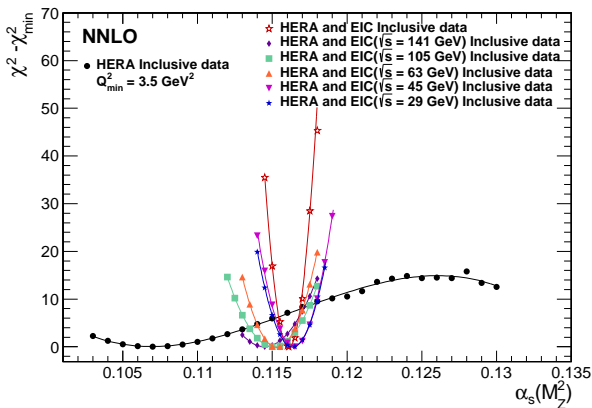 χ² -χ²min
70
60
50
40
30
20
10
0
NNLO
HERA Inclusive data
Q²min = 3.5 GeV²
HERA and EIC Inclusive data
HERA and EIC(√s = 141 GeV) Inclusive data
HERA and EIC(√s = 105 GeV) Inclusive data
HERA and EIC(√s = 63 GeV) Inclusive data
HERA and EIC(√s = 45 GeV) Inclusive data
HERA and EIC(√s = 29 GeV) Inclusive data
0.105 0.11 0.115 0.12 0.125 0.13 0.135
αs(M²Z)